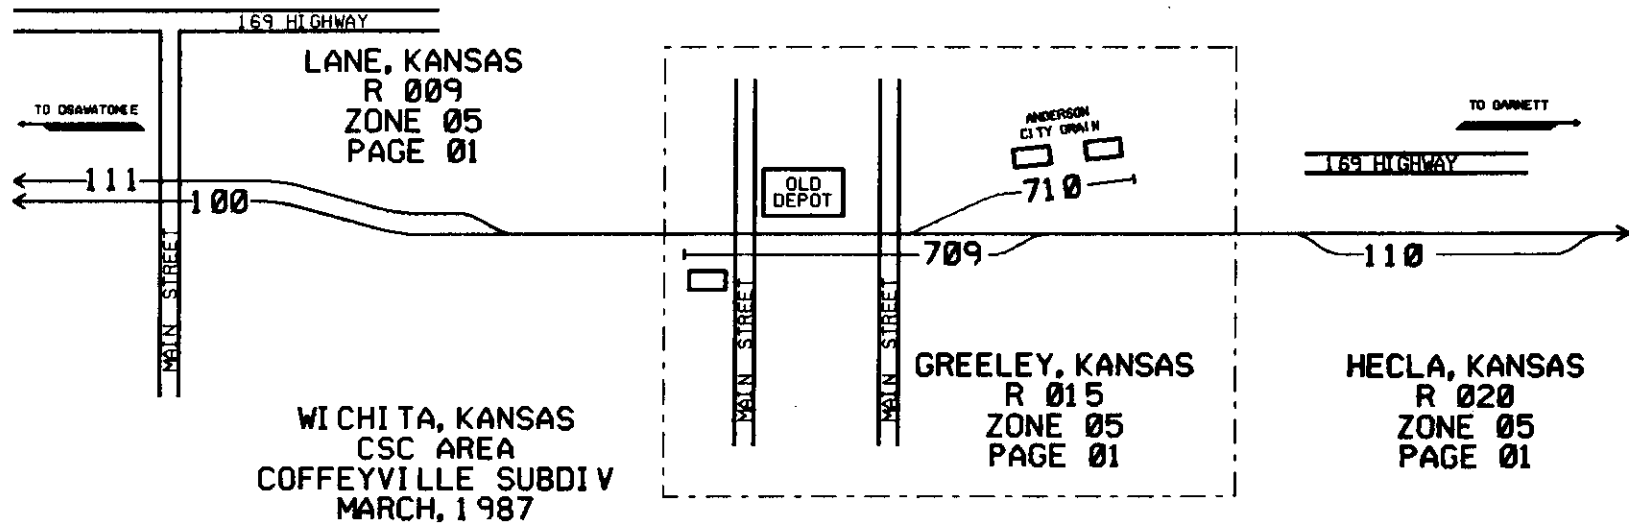 169 HIGHWAY
LANE, KANSAS
R 009
ZONE 05
PAGE 01
TO OSAWATOMIE
111
100
MAIN STREET
WICHITA, KANSAS
CSC AREA
COFFEYVILLE SUBDIV
MARCH, 1987
OLD
DEPOT
ANDERSON
CITY GRAIN
710
709
MAIN STREET
MAIN STREET
GREELEY, KANSAS
R 015
ZONE 05
PAGE 01
TO GARNETT
169 HIGHWAY
110
HECLA, KANSAS
R 020
ZONE 05
PAGE 01